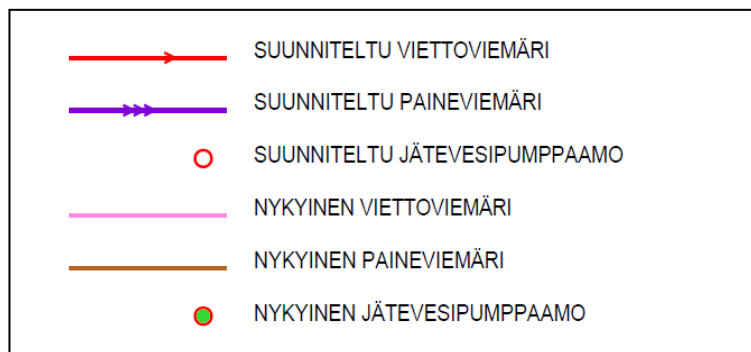 SUUNNITELTU VIETTOVIEMÄRI
SUUNNITELTU PAINEVIEMÄRI
SUUNNITELTU JÄTEVESIPUMPPAAMO
NYKYINEN VIETTOVIEMÄRI
NYKYINEN PAINEVIEMÄRI
NYKYINEN JÄTEVESIPUMPPAAMO